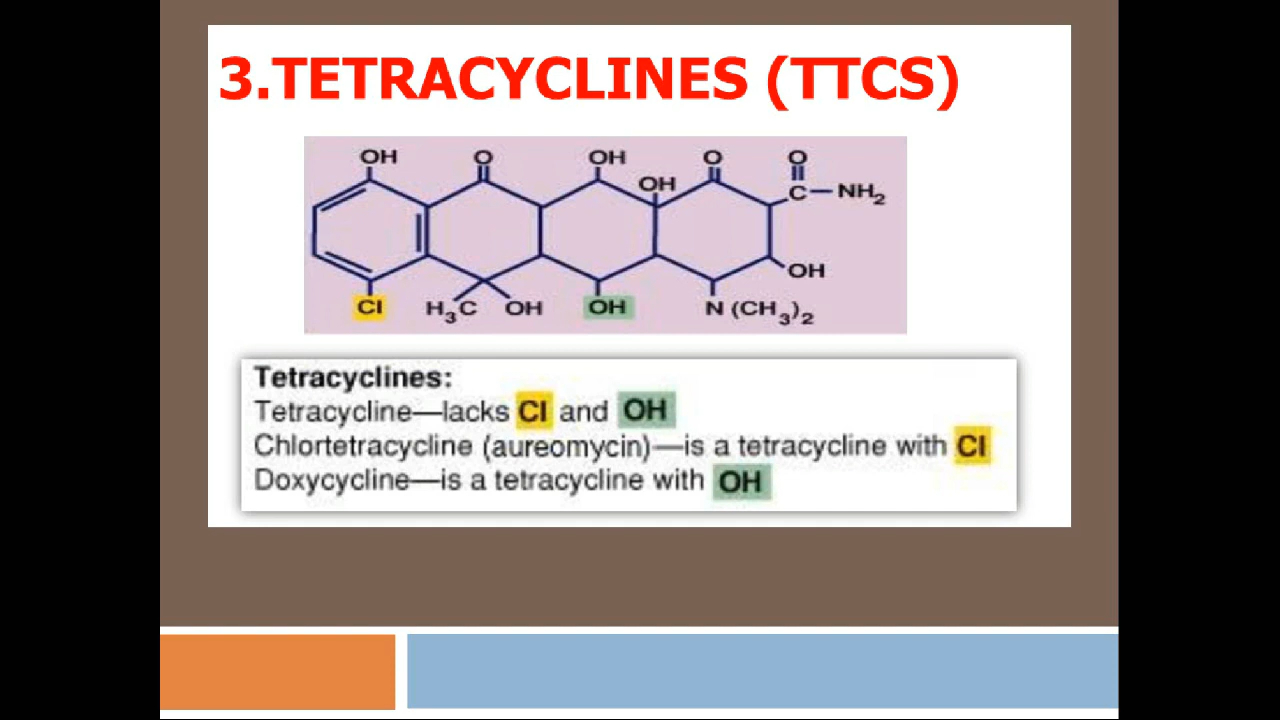 3.TETRACYCLINES (TTCS)
OH O OH O O
OH C—NH2
OH
Cl H3C OH OH N (CH3)2
Tetracyclines:
Tetracycline—lacks Cl and OH
Chlortetracycline (aureomycin)—is a tetracycline with Cl
Doxycycline—is a tetracycline with OH